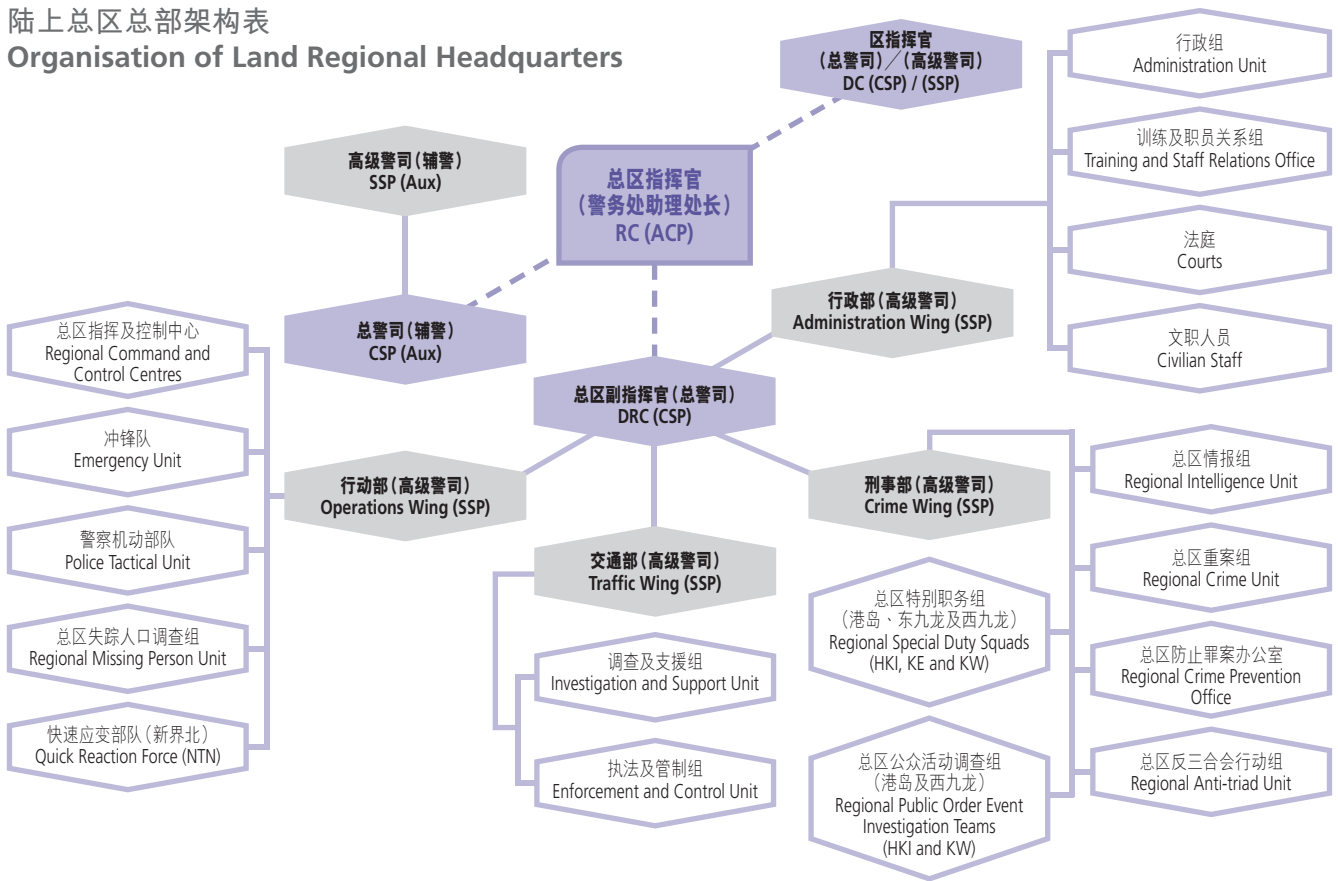 陆上总区总部架构表
Organisation of Land Regional Headquarters
区指挥官
(总警司)／(高级警司)
DC (CSP) / (SSP)
高级警司(辅警)
SSP (Aux)
总区指挥官
(警务处助理处长)
RC (ACP)
总警司(辅警)
CSP (Aux)
总区副指挥官(总警司)
DRC (CSP)
行政部(高级警司)
Administration Wing (SSP)
行政组
Administration Unit
训练及职员关系组
Training and Staff Relations Office
法庭
Courts
文职人员
Civilian Staff
行动部(高级警司)
Operations Wing (SSP)
总区指挥及控制中心
Regional Command and
Control Centres
冲锋队
Emergency Unit
警察机动部队
Police Tactical Unit
总区失踪人口调查组
Regional Missing Person Unit
快速应变部队(新界北)
Quick Reaction Force (NTN)
交通部(高级警司)
Traffic Wing (SSP)
调查及支援组
Investigation and Support Unit
执法及管制组
Enforcement and Control Unit
刑事部(高级警司)
Crime Wing (SSP)
总区特别职务组
(港岛、东九龙及西九龙)
Regional Special Duty Squads
(HKI, KE and KW)
总区公众活动调查组
(港岛及西九龙)
Regional Public Order Event
Investigation Teams
(HKI and KW)
总区情报组
Regional Intelligence Unit
总区重案组
Regional Crime Unit
总区防止罪案办公室
Regional Crime Prevention
Office
总区反三合会行动组
Regional Anti-triad Unit